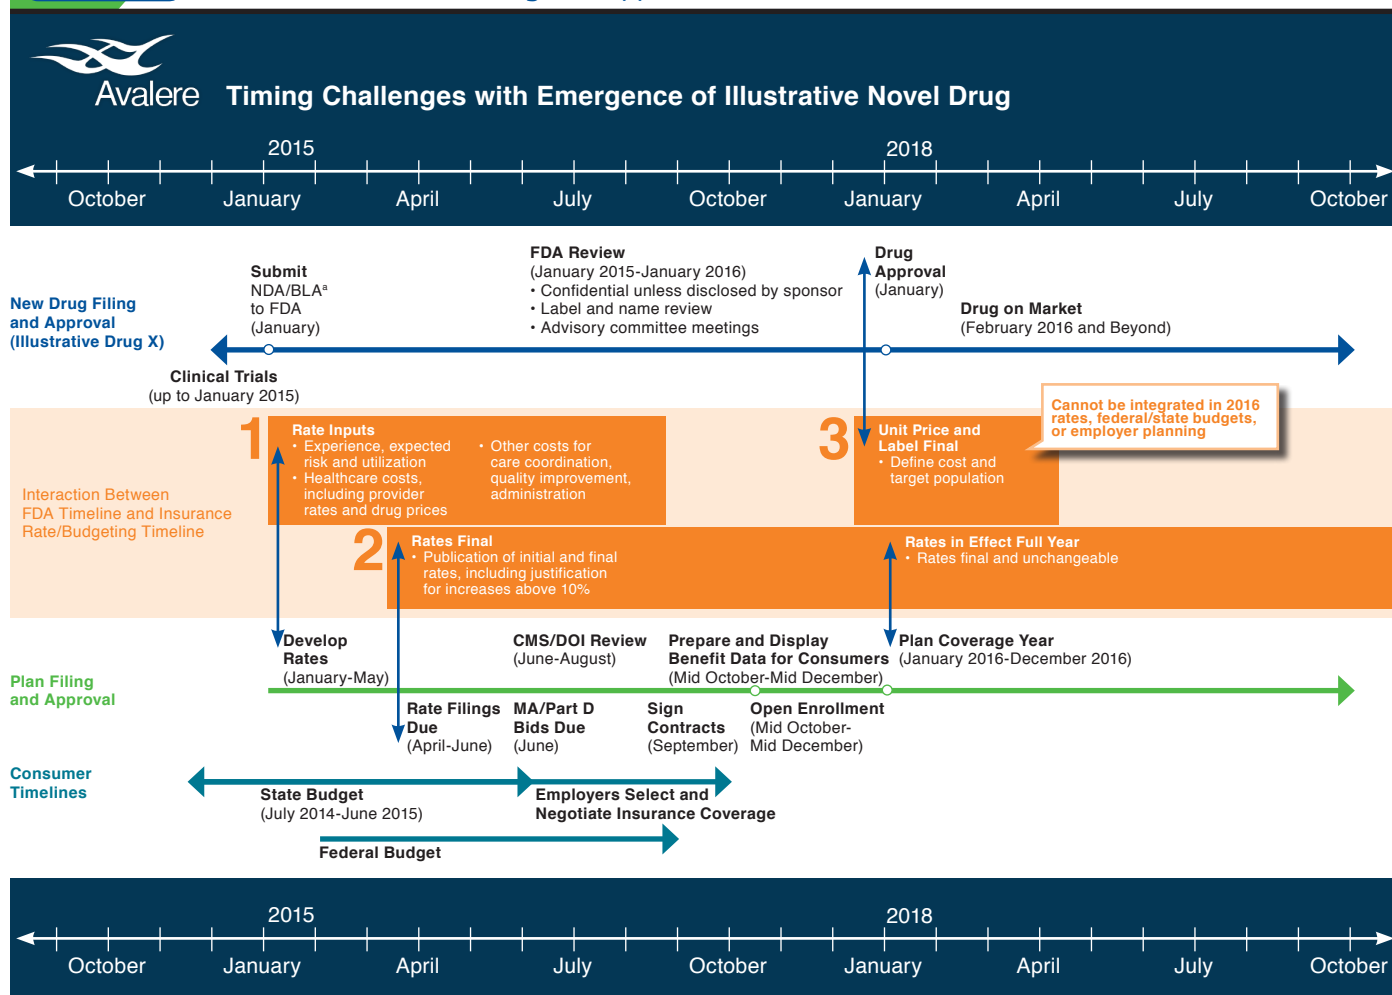 Avalere
Timing Challenges with Emergence of Illustrative Novel Drug
2015
2018
October
January
April
July
October
January
April
July
October
New Drug Filing
and Approval
(Illustrative Drug X)
Submit
NDA/BLAa
to FDA
(January)
FDA Review
(January 2015-January 2016)
• Confidential unless disclosed by sponsor
• Label and name review
• Advisory committee meetings
Drug
Approval
(January)
Drug on Market
(February 2016 and Beyond)
Clinical Trials
(up to January 2015)
Interaction Between
FDA Timeline and Insurance
Rate/Budgeting Timeline
1
Rate Inputs
• Experience, expected
risk and utilization
• Healthcare costs,
including provider
rates and drug prices
• Other costs for
care coordination,
quality improvement,
administration
3
Unit Price and
Label Final
• Define cost and
target population
Cannot be integrated in 2016
rates, federal/state budgets,
or employer planning
2
Rates Final
• Publication of initial and final
rates, including justification
for increases above 10%
Rates in Effect Full Year
• Rates final and unchangeable
Plan Filing
and Approval
Develop
Rates
(January-May)
CMS/DOI Review
(June-August)
Prepare and Display
Benefit Data for Consumers
(Mid October-Mid December)
Plan Coverage Year
(January 2016-December 2016)
Rate Filings
Due
(April-June)
MA/Part D
Bids Due
(June)
Sign
Contracts
(September)
Open Enrollment
(Mid October-
Mid December)
Consumer
Timelines
State Budget
(July 2014-June 2015)
Employers Select and
Negotiate Insurance Coverage
Federal Budget
2015
2018
October
January
April
July
October
January
April
July
October